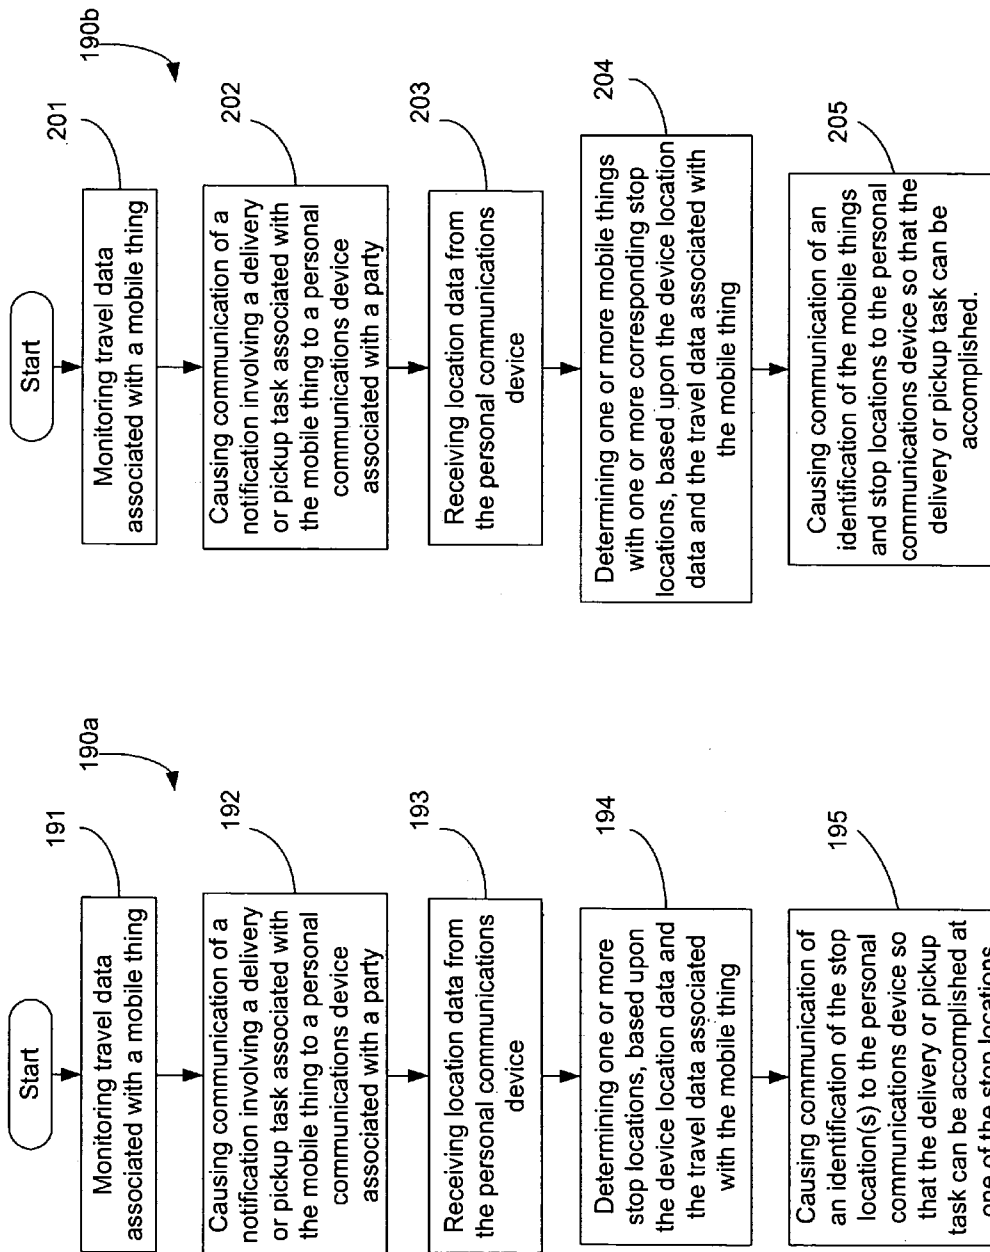 Start
190a
191
Monitoring travel data
associated with a mobile thing
192
Causing communication of a
notification involving a delivery
or pickup task associated with
the mobile thing to a personal
communications device
associated with a party
193
Receiving location data from
the personal communications
device
194
Determining one or more
stop locations, based upon
the device location data and
the travel data associated
with the mobile thing
195
Causing communication of
an identification of the stop
location(s) to the personal
communications device so
that the delivery or pickup
task can be accomplished at
one of the stop locations
Start
190b
201
Monitoring travel data
associated with a mobile thing
202
Causing communication of a
notification involving a delivery
or pickup task associated with
the mobile thing to a personal
communications device
associated with a party
203
Receiving location data from
the personal communications
device
204
Determining one or more mobile things
with one or more corresponding stop
locations, based upon the device location
data and the travel data associated with
the mobile thing
205
Causing communication of an
identification of the mobile things
and stop locations to the personal
communications device so that the
delivery or pickup task can be
accomplished.